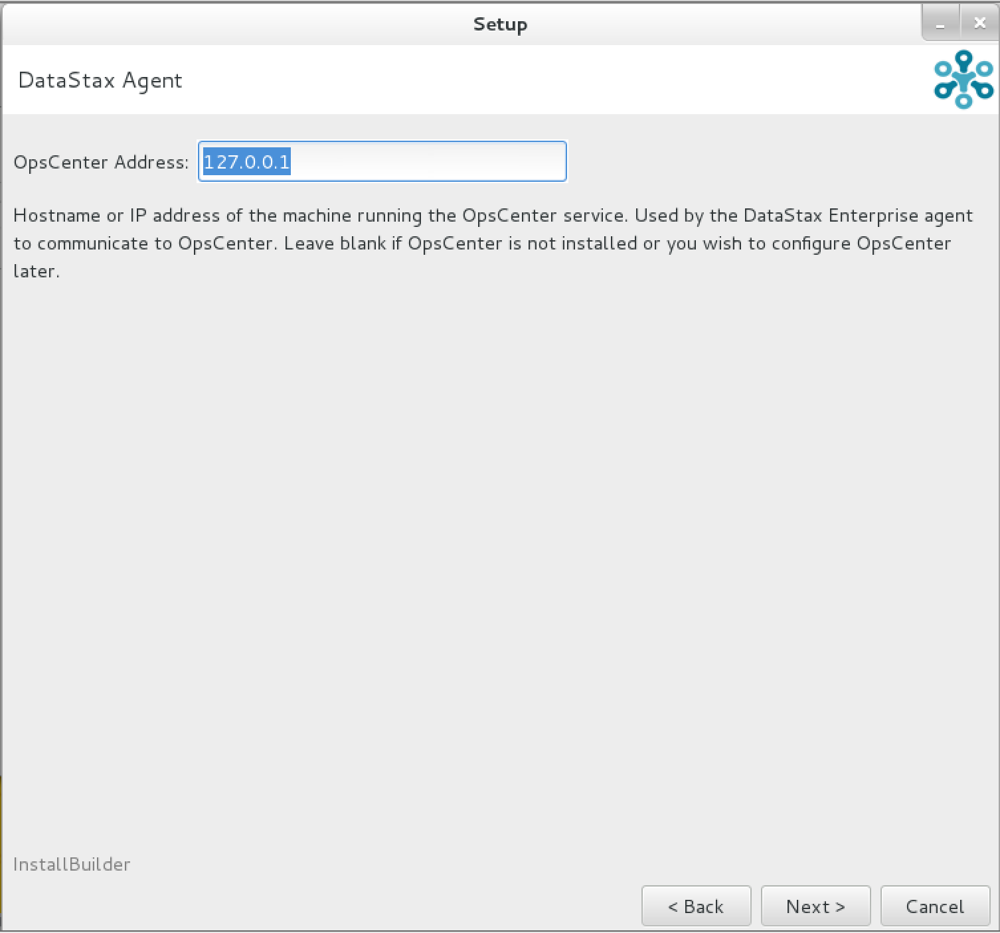 Setup
DataStax Agent
OpsCenter Address: 127.0.0.1
Hostname or IP address of the machine running the OpsCenter service. Used by the DataStax Enterprise agent
to communicate to OpsCenter. Leave blank if OpsCenter is not installed or you wish to configure OpsCenter
later.
InstallBuilder
< Back Next > Cancel